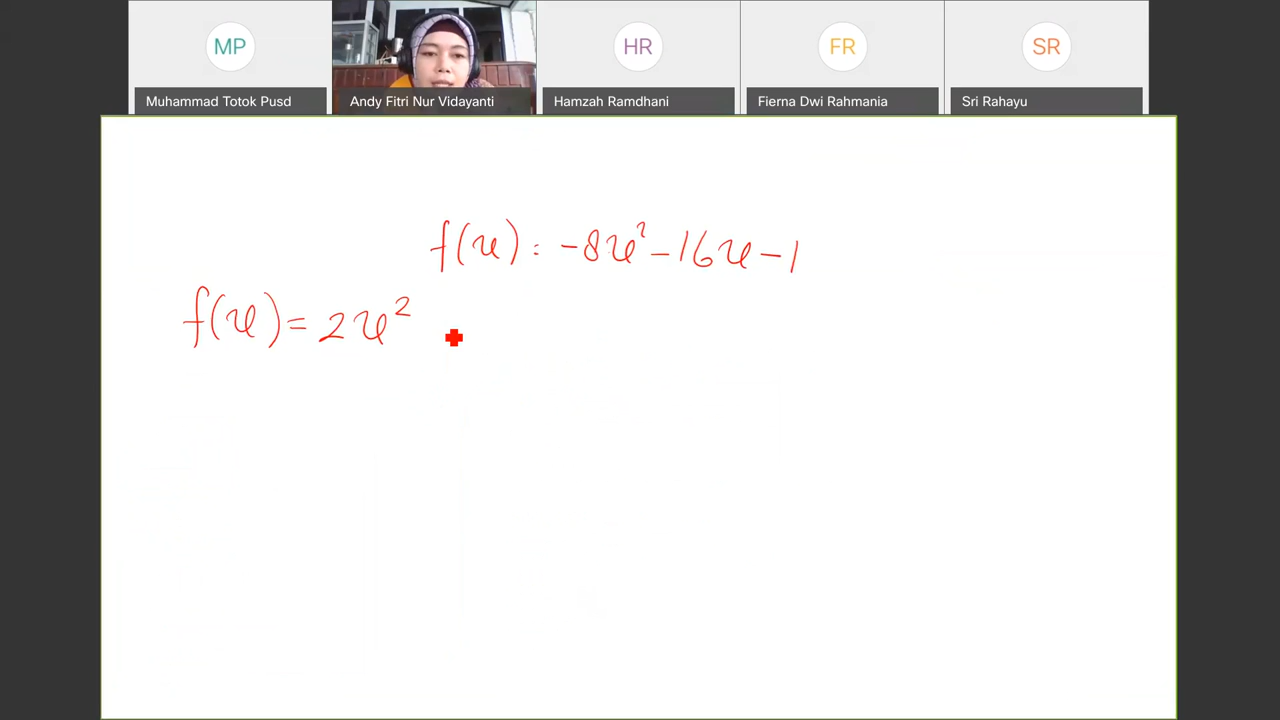 MP
HR
FR
SR
Muhammad Totok Pusd
Andy Fitri Nur Vidayanti
Hamzah Ramdhani
Fierna Dwi Rahmania
Sri Rahayu
f(x) = -8x² - 16x - 1
f(x) = 2x²